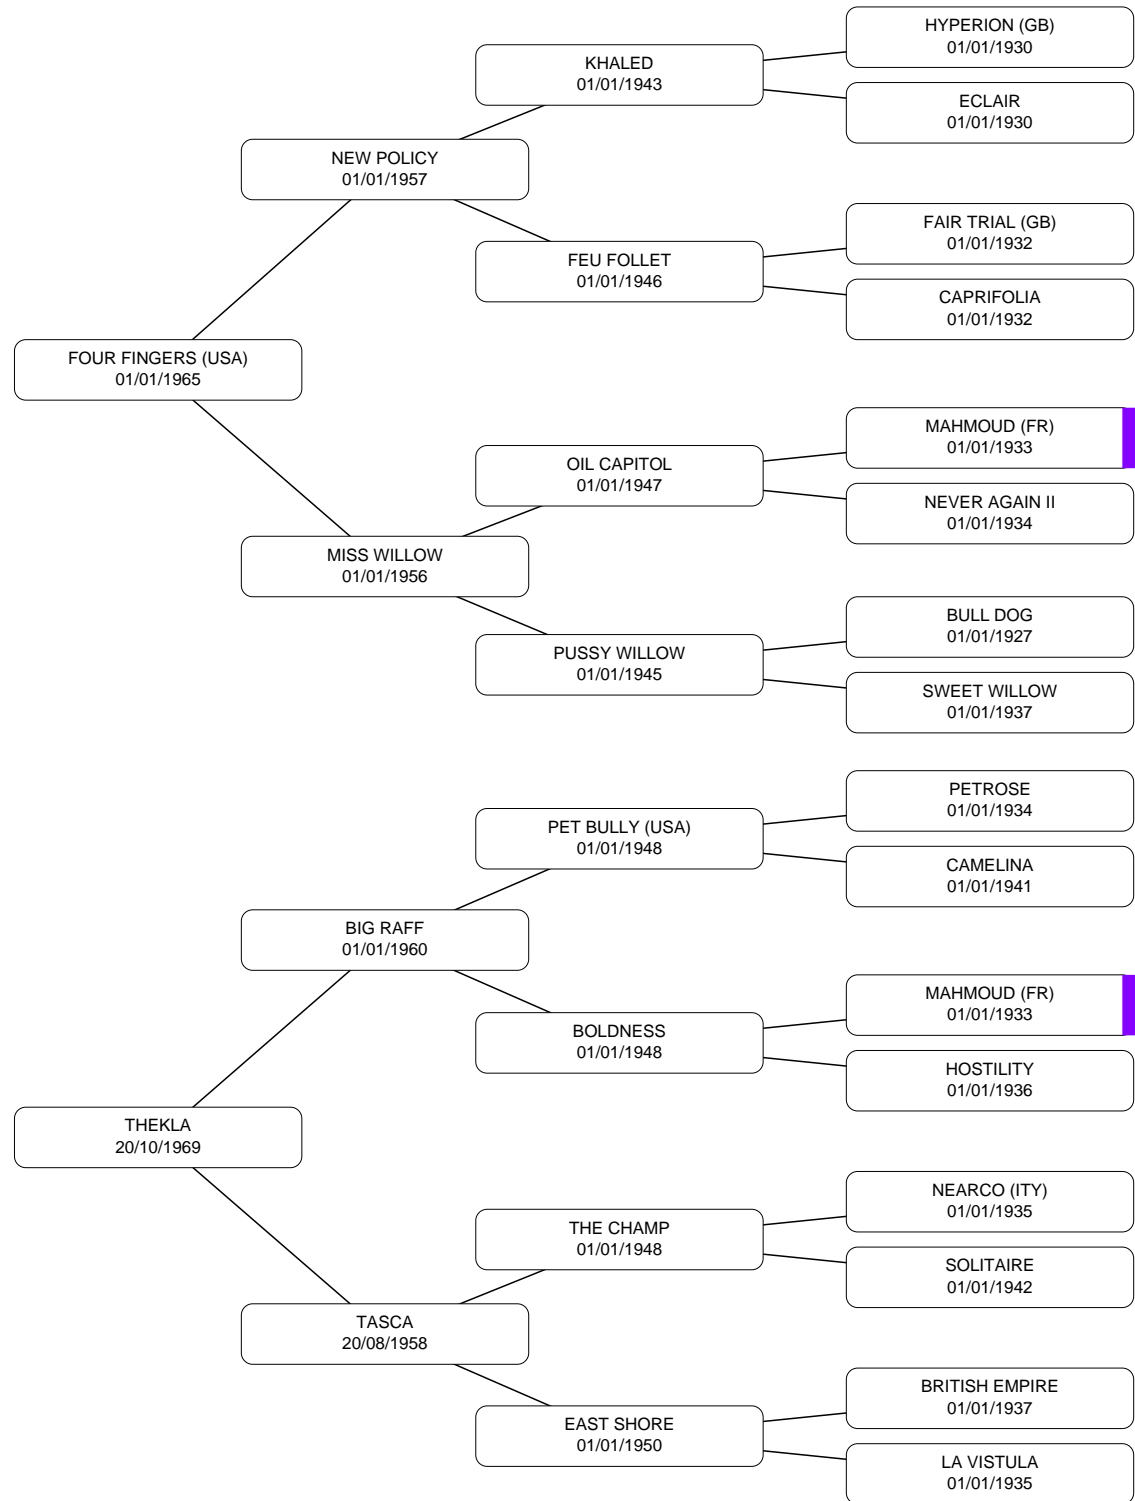 HYPERION (GB)
01/01/1930
KHALED
01/01/1943
ECLAIR
01/01/1930
NEW POLICY
01/01/1957
FAIR TRIAL (GB)
01/01/1932
FEU FOLLET
01/01/1946
CAPRIFOLIA
01/01/1932
FOUR FINGERS (USA)
01/01/1965
MAHMOUD (FR)
01/01/1933
OIL CAPITOL
01/01/1947
NEVER AGAIN II
01/01/1934
MISS WILLOW
01/01/1956
BULL DOG
01/01/1927
PUSSY WILLOW
01/01/1945
SWEET WILLOW
01/01/1937
PETROSE
01/01/1934
PET BULLY (USA)
01/01/1948
CAMELINA
01/01/1941
BIG RAFF
01/01/1960
MAHMOUD (FR)
01/01/1933
BOLDNESS
01/01/1948
HOSTILITY
01/01/1936
THEKLA
20/10/1969
NEARCO (ITY)
01/01/1935
THE CHAMP
01/01/1948
SOLITAIRE
01/01/1942
TASCA
20/08/1958
BRITISH EMPIRE
01/01/1937
EAST SHORE
01/01/1950
LA VISTULA
01/01/1935